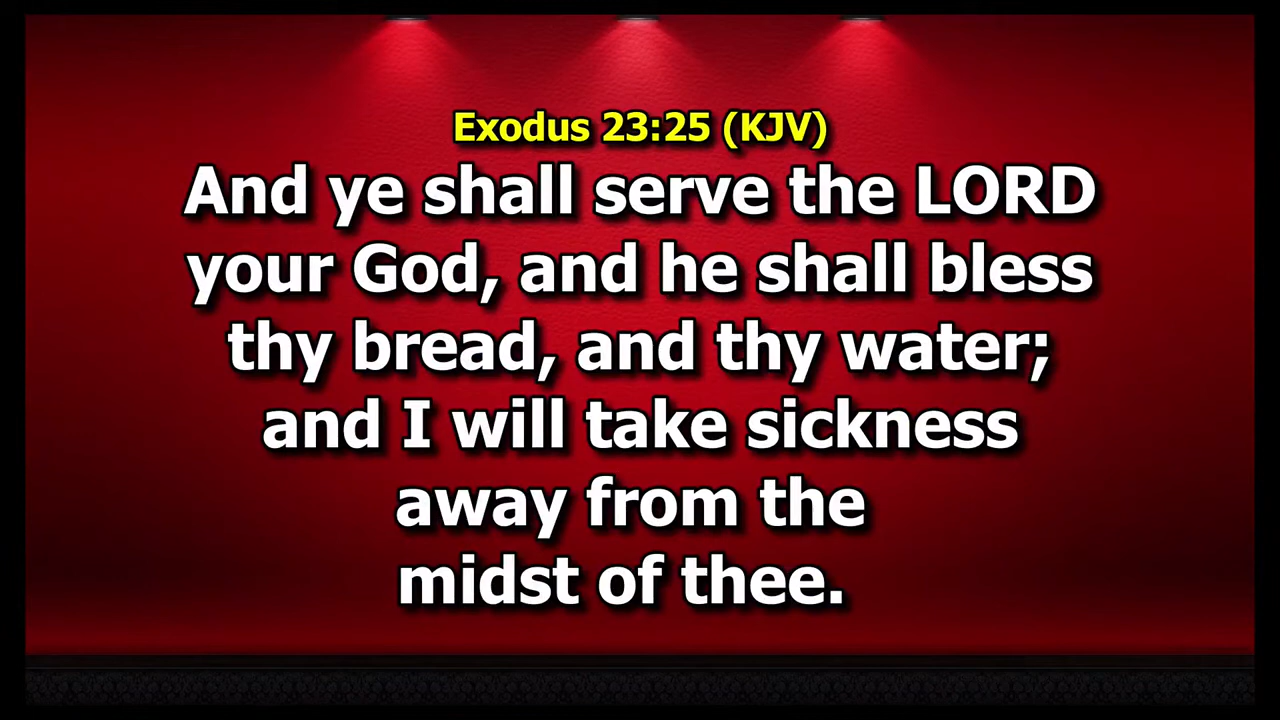 Exodus 23:25 (KJV)
And ye shall serve the LORD
your God, and he shall bless
thy bread, and thy water;
and I will take sickness
away from the
midst of thee.